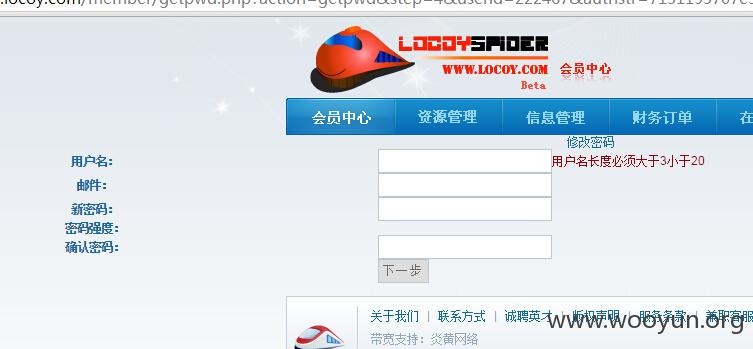 .locoy.com/member/getpwd.php?action=getpwd&step=4&userid=222467&authstr=
LOCOYSPIDER
WWW.LOCOY.COM 会员中心
Beta
会员中心 资源管理 信息管理 财务订单 在
修改密码
用户名： 用户名长度必须大于3小于20
邮件：
新密码：
密码强度：
确认密码：
下一步
关于我们 | 联系方式 | 诚聘英才 | 版权声明 | 服务条款 | 兼职客服
www.wooyun.org
带宽支持：炎黄网络